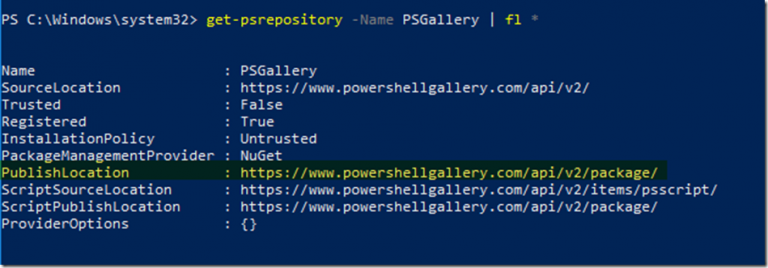 PS C:\Windows\system32> get-psrepository -Name PSGallery | fl *
Name : PSGallery
SourceLocation : https://www.powershellgallery.com/api/v2/
Trusted : False
Registered : True
InstallationPolicy : Untrusted
PackageManagementProvider : NuGet
PublishLocation : https://www.powershellgallery.com/api/v2/package/
ScriptSourceLocation : https://www.powershellgallery.com/api/v2/items/psscript/
ScriptPublishLocation : https://www.powershellgallery.com/api/v2/package/
ProviderOptions : {}